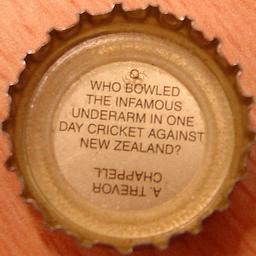 Q.
WHO BOWLED
THE INFAMOUS
UNDERARM IN ONE
DAY CRICKET AGAINST
NEW ZEALAND?
A. TREVOR
CHAPPELL